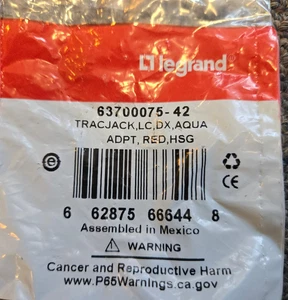 legrand
63700075-42
TRACJACK,LC,DX,AQUA
ADPT, RED,HSG
e
CE
6 62875 66644 8
Assembled in Mexico
⚠ WARNING
Cancer and Reproductive Harm
www.P65Warnings.ca.gov